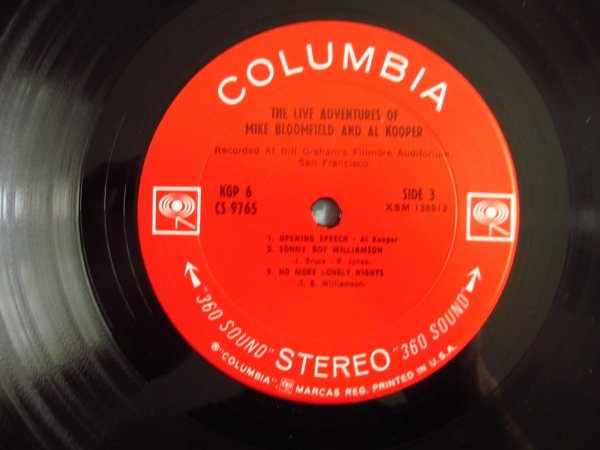 COLUMBIA
THE LIVE ADVENTURES OF
MIKE BLOOMFIELD AND AL KOOPER
Recorded At Bill Graham's Fillmore Auditorium,
San Francisco
KGP 6
CS 9765
SIDE 3
XSM 138012
1. OPENING SPEECH - Al Kooper
2. SONNY BOY WILLIAMSON
-J. Bruce - P. Jones-
3. NO MORE LONELY NIGHTS
-S. B. Williamson-
"360 SOUND" STEREO "360 SOUND"
℗ "COLUMBIA", MARCAS REG. PRINTED IN U.S.A.